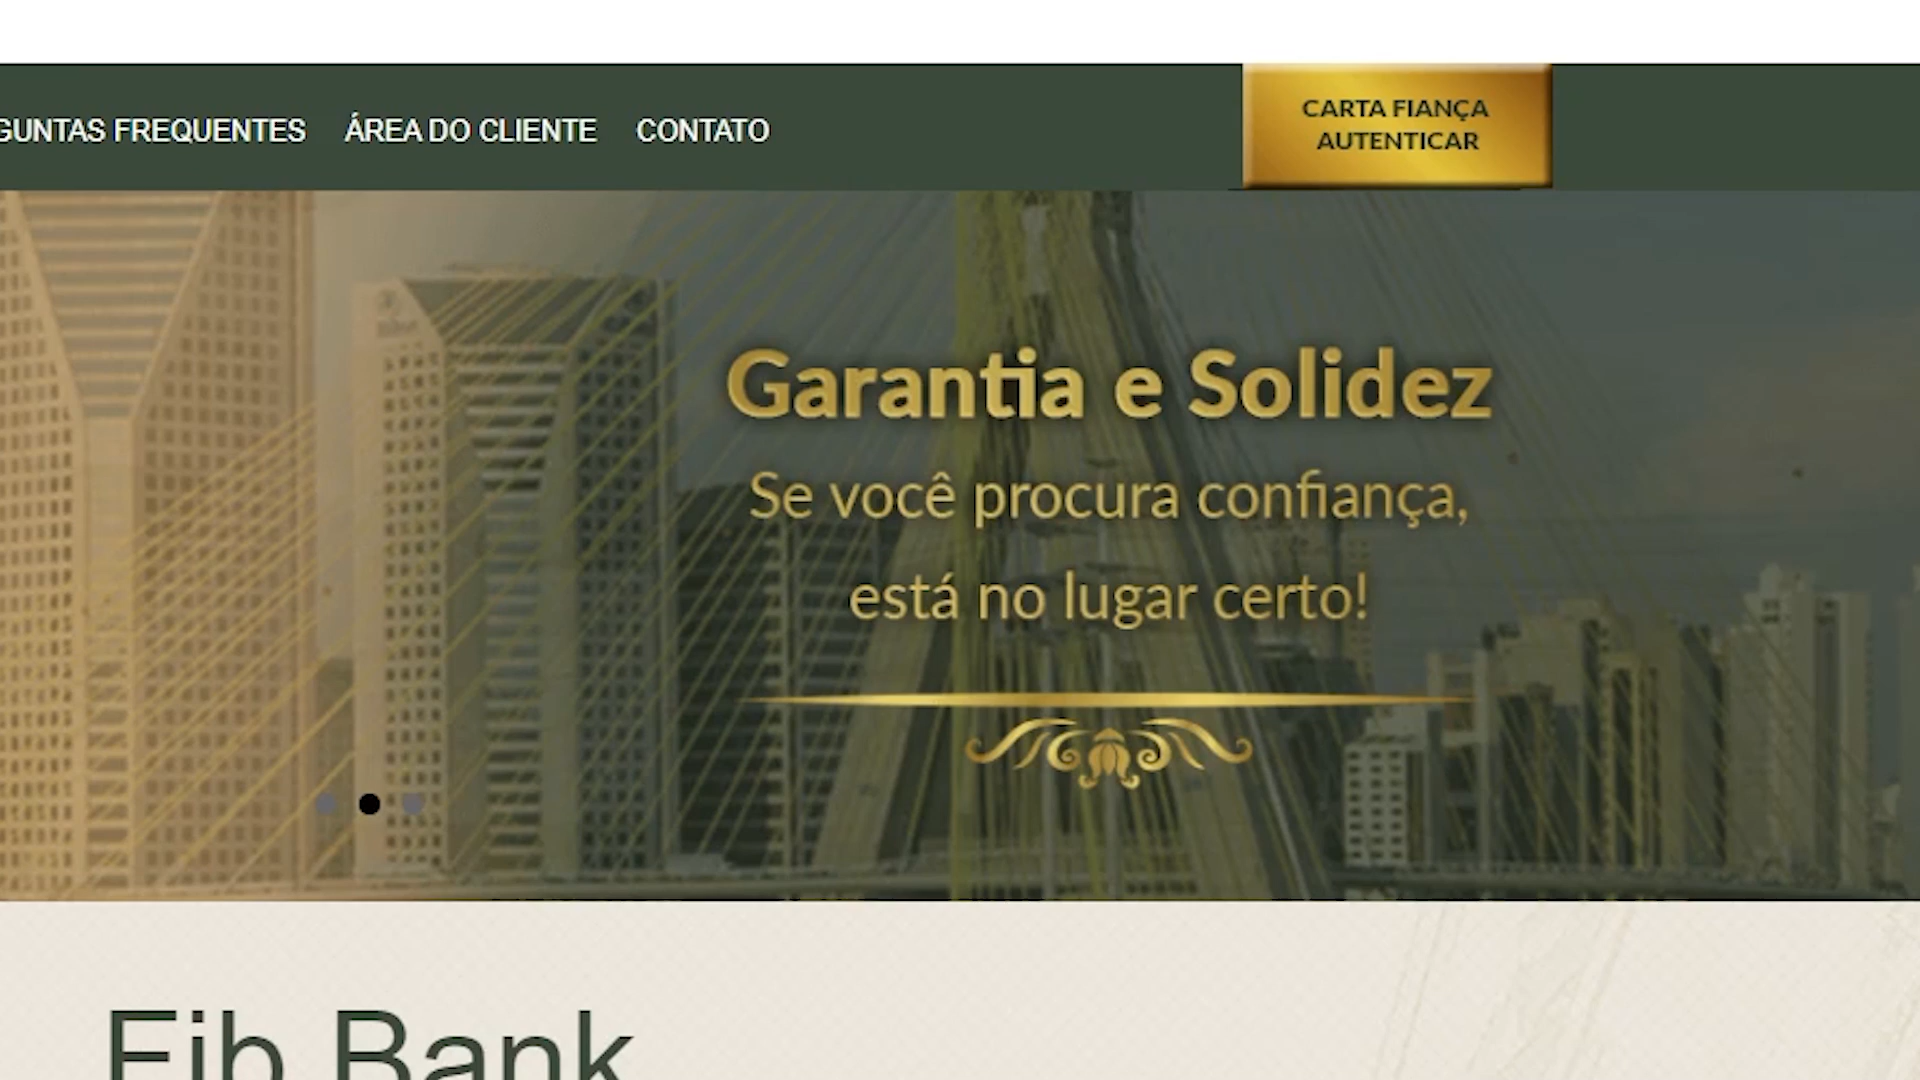 GUNTAS FREQUENTES ÁREA DO CLIENTE CONTATO
CARTA FIANÇA
AUTENTICAR
Garantia e Solidez
Se você procura confiança,
está no lugar certo!
Fib Bank